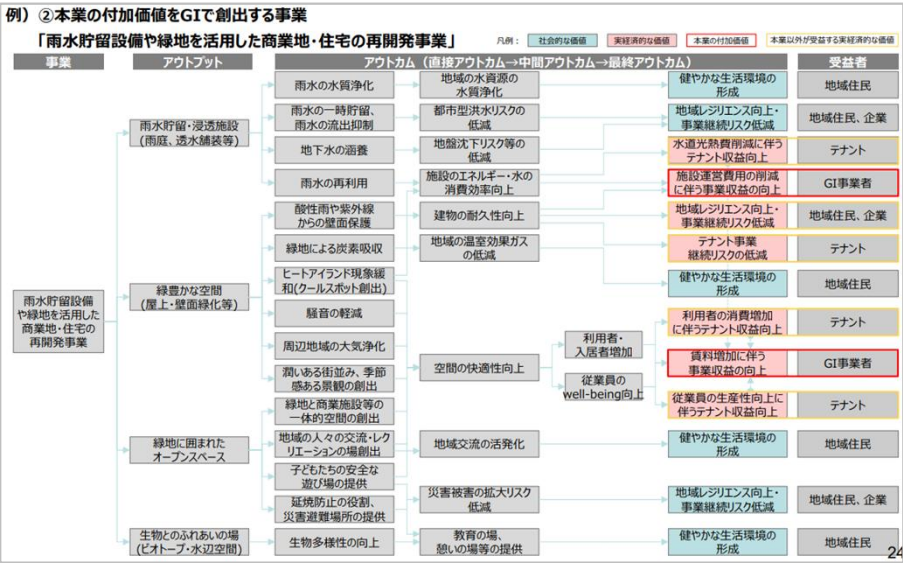 例）②本業の付加価値をGIで創出する事業
「雨水貯留設備や緑地を活用した商業地・住宅の再開発事業」
凡例：
社会的な価値
実経済的な価値
本業の付加価値
本業以外が受益する実経済的な価値
事業
アウトプット
アウトカム（直接アウトカム→中間アウトカム→最終アウトカム）
受益者
雨水貯留設備
や緑地を活用した
商業地・住宅の
再開発事業
雨水貯留・浸透施設
(雨庭、透水舗装等)
緑豊かな空間
(屋上・壁面緑化等)
緑地に囲まれた
オープンスペース
生物とのふれあいの場
(ビオトープ・水辺空間)
雨水の水質浄化
雨水の一時貯留、
雨水の流出抑制
地下水の涵養
雨水の再利用
酸性雨や紫外線
からの壁面保護
緑地による炭素吸収
ヒートアイランド現象緩
和(クールスポット創出)
騒音の軽減
周辺地域の大気浄化
潤いある街並み、季節
感ある景観の創出
緑地と商業施設等の
一体的空間の創出
地域の人々の交流・レク
リエーションの場創出
子どもたちの安全な
遊び場の提供
延焼防止の役割、
災害避難場所の提供
生物多様性の向上
地域の水資源の
水質浄化
都市型洪水リスクの
低減
地盤沈下リスク等の
低減
施設のエネルギー・水の
消費効率向上
建物の耐久性向上
地域の温室効果ガス
の低減
空間の快適性向上
地域交流の活発化
災害被害の拡大リスク
低減
教育の場、
憩いの場等の提供
利用者・
入居者増加
従業員の
well-being向上
健やかな生活環境の
形成
地域レジリエンス向上・
事業継続リスク低減
水道光熱費削減に伴う
テナント収益向上
施設運営費用の削減
に伴う事業収益の向上
地域レジリエンス向上・
事業継続リスク低減
テナント事業
継続リスクの低減
健やかな生活環境の
形成
利用者の消費増加
に伴うテナント収益向上
賃料増加に伴う
事業収益の向上
従業員の生産性向上に
伴うテナント収益向上
健やかな生活環境の
形成
地域レジリエンス向上・
事業継続リスク低減
健やかな生活環境の
形成
地域住民
地域住民、企業
テナント
GI事業者
地域住民、企業
テナント
地域住民
テナント
GI事業者
テナント
地域住民
地域住民、企業
地域住民
24